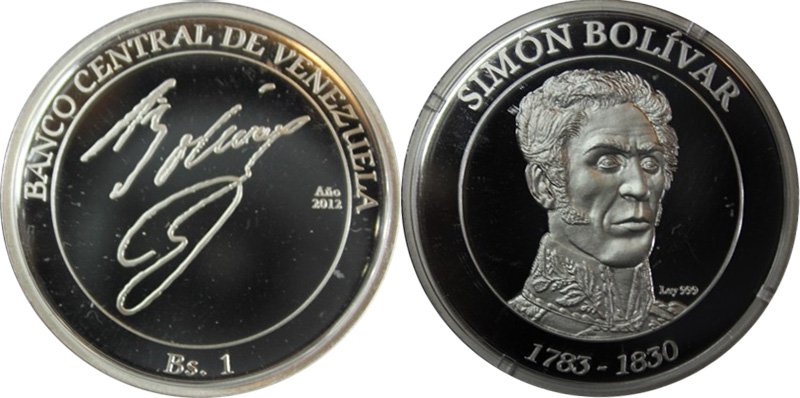 BANCO CENTRAL DE VENEZUELA
Bolívar
Año
2012
Bs. 1
SIMÓN BOLÍVAR
Ley 999
1783 - 1830